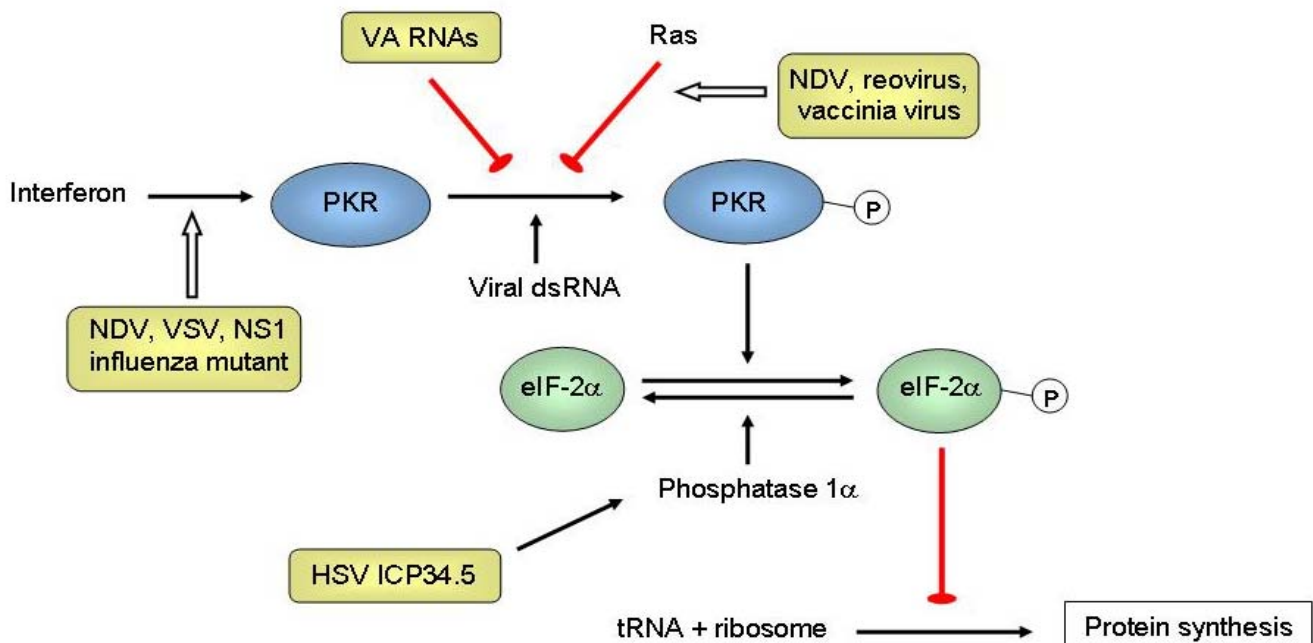 VA RNAs
Ras
NDV, reovirus,
vaccinia virus
Interferon
PKR
PKR
P
Viral dsRNA
NDV, VSV, NS1
influenza mutant
eIF-2α
eIF-2α
P
Phosphatase 1α
HSV ICP34.5
tRNA + ribosome
Protein synthesis